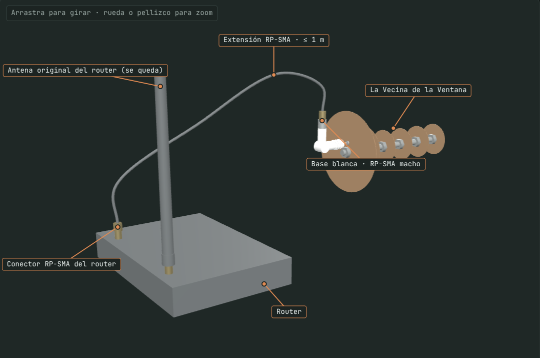 Arrastra para girar · rueda o pellizco para zoom
Extensión RP-SMA · ≤ 1 m
Antena original del router (se queda)
La Vecina de la Ventana
Base blanca · RP-SMA macho
Conector RP-SMA del router
Router